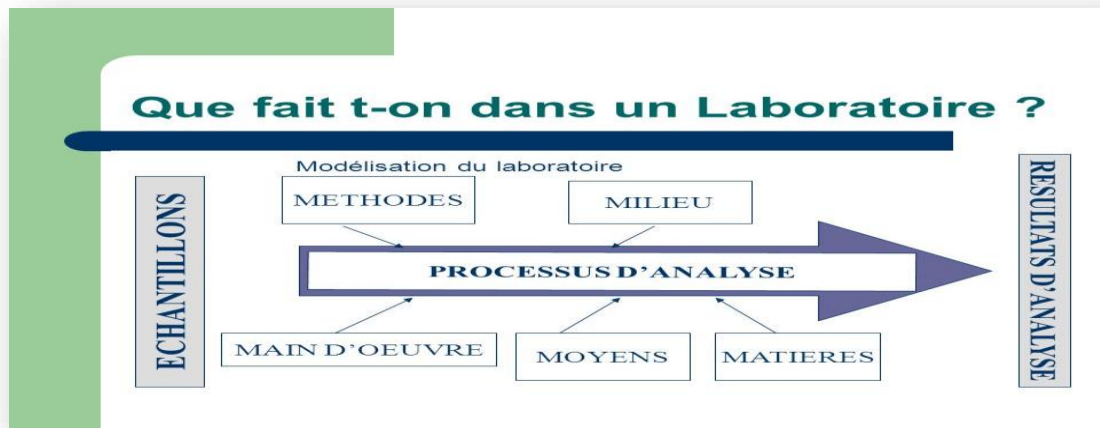 Que fait t-on dans un Laboratoire ?
Modélisation du laboratoire
ECHANTILLONS
METHODES
MILIEU
PROCESSUS D'ANALYSE
MAIN D'OEUVRE
MOYENS
MATIERES
RESULTATS D'ANALYSE